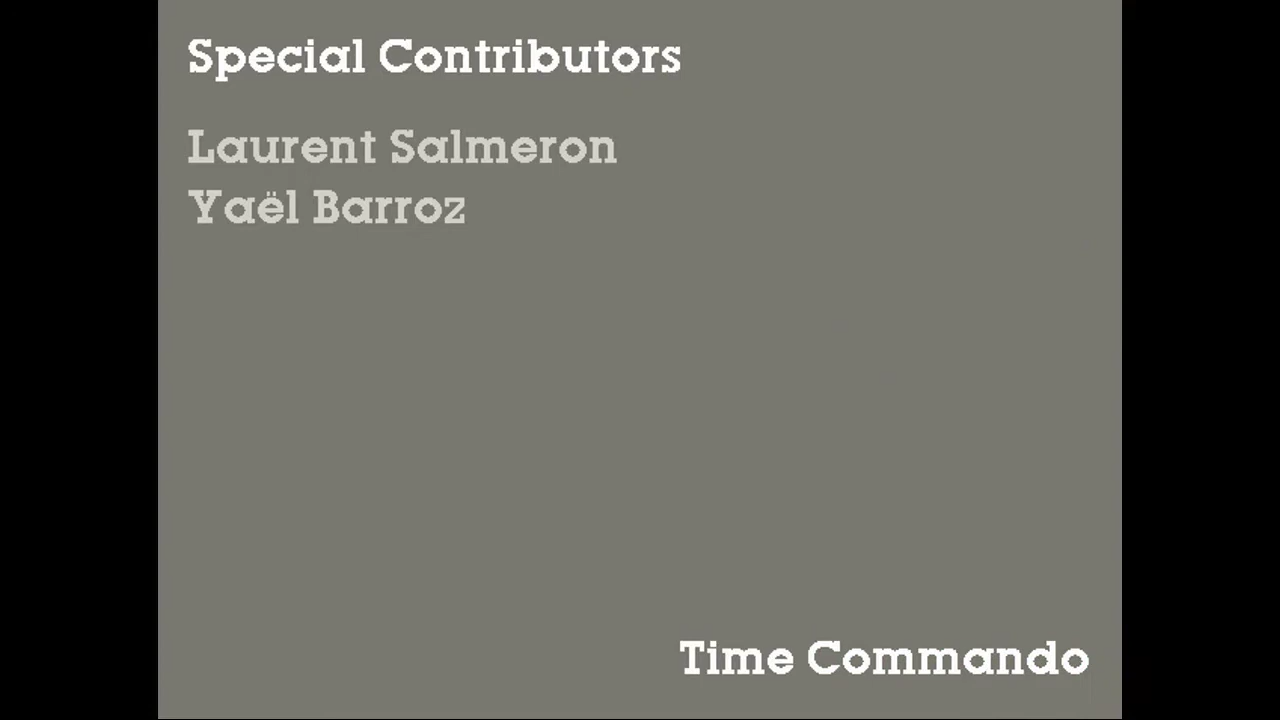 Special Contributors
Laurent Salmeron
Yaël Barroz
Time Commando